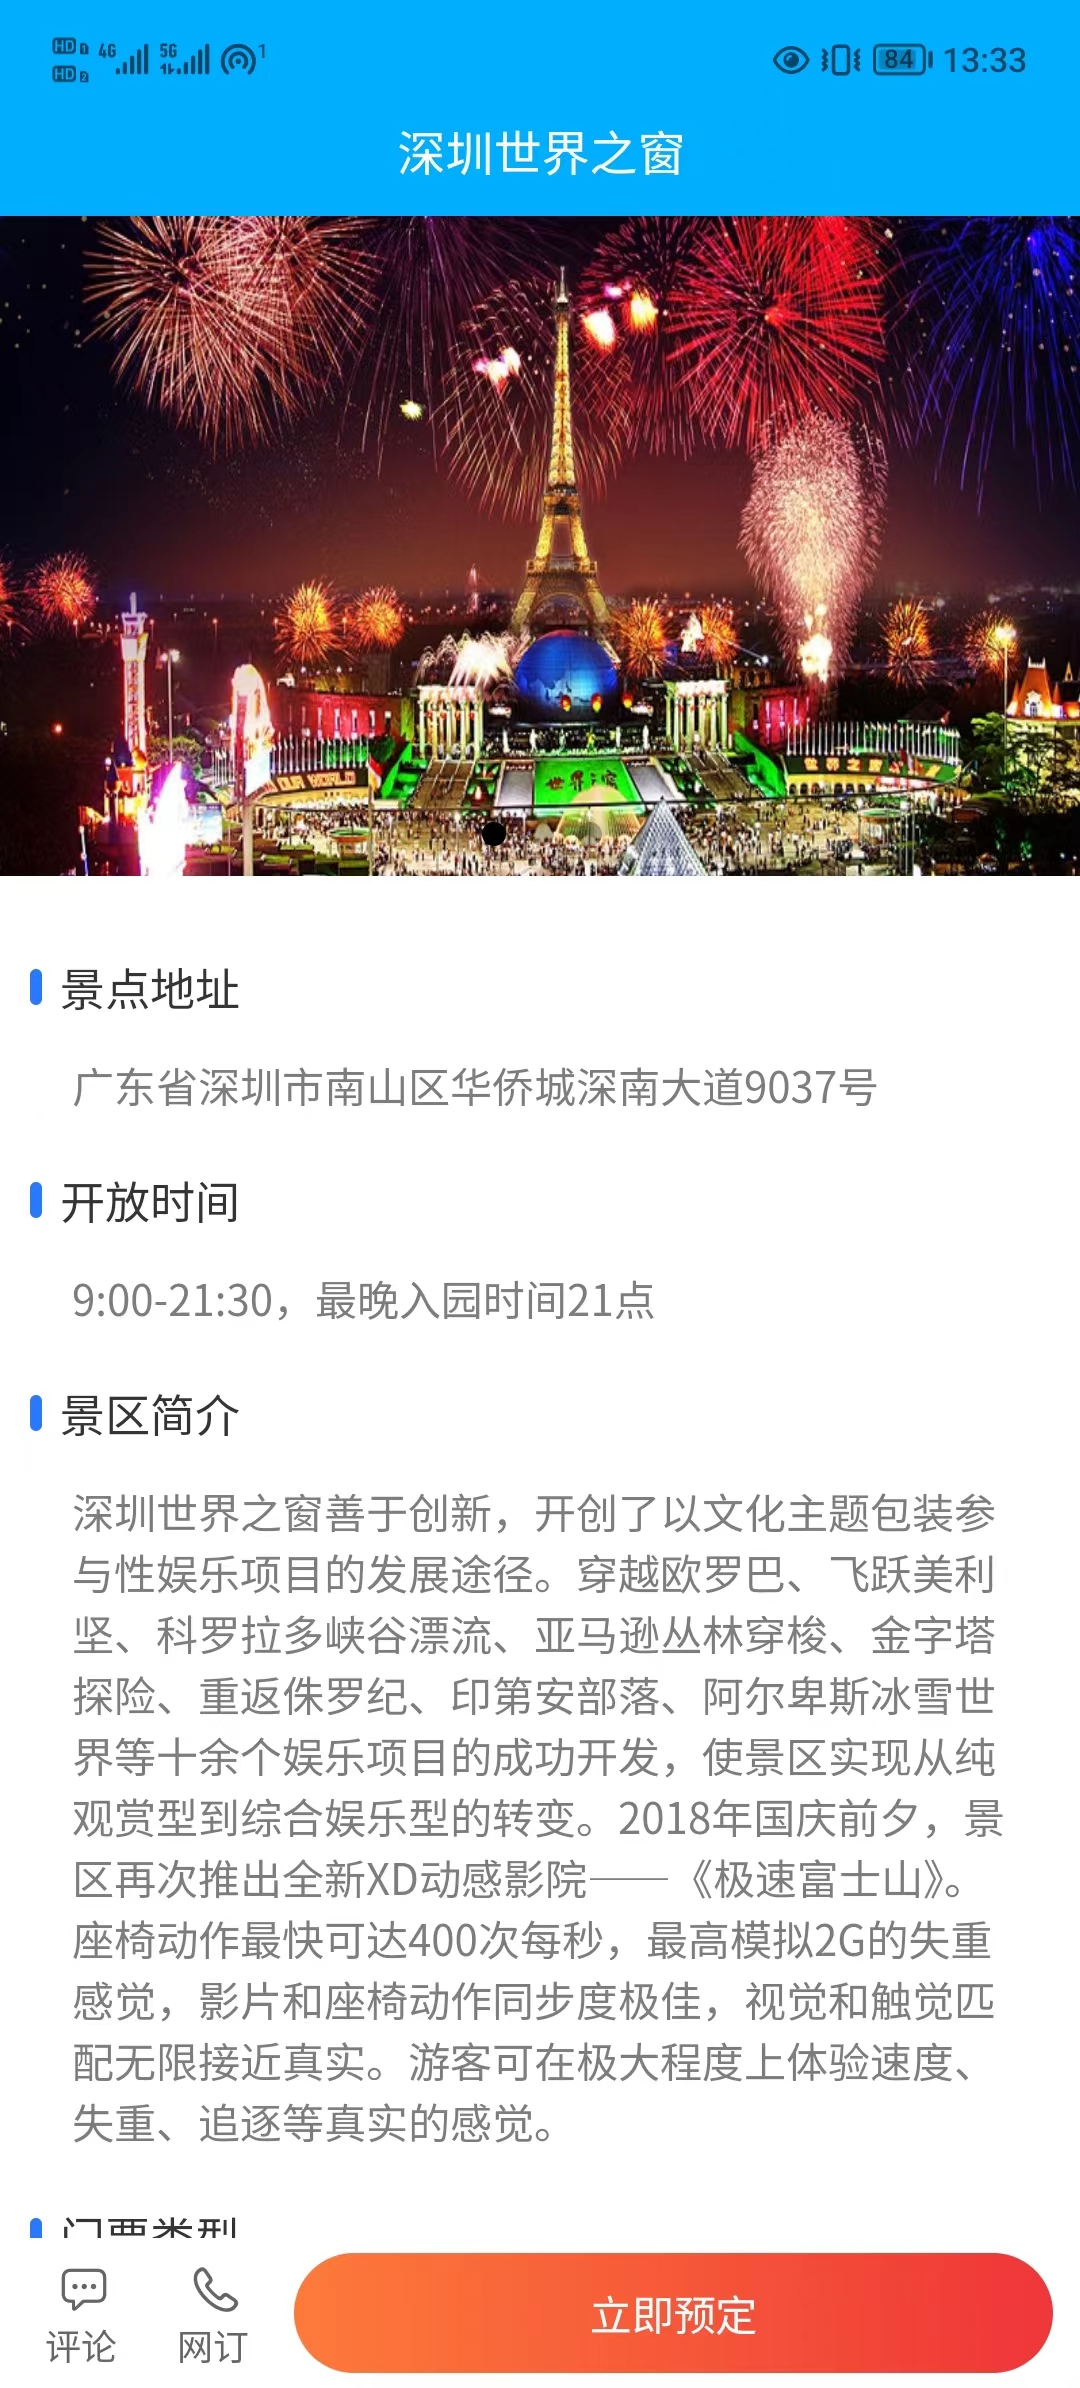 HD 1 4G 5G 1
HD 2
84 13:33
深圳世界之窗
OUR WORLD
世界之窗
世界之窗
景点地址
广东省深圳市南山区华侨城深南大道9037号
开放时间
9:00-21:30，最晚入园时间21点
景区简介
深圳世界之窗善于创新，开创了以文化主题包装参
与性娱乐项目的发展途径。穿越欧罗巴、飞跃美利
坚、科罗拉多峡谷漂流、亚马逊丛林穿梭、金字塔
探险、重返侏罗纪、印第安部落、阿尔卑斯冰雪世
界等十余个娱乐项目的成功开发，使景区实现从纯
观赏型到综合娱乐型的转变。2018年国庆前夕，景
区再次推出全新XD动感影院——《极速富士山》。
座椅动作最快可达400次每秒，最高模拟2G的失重
感觉，影片和座椅动作同步度极佳，视觉和触觉匹
配无限接近真实。游客可在极大程度上体验速度、
失重、追逐等真实的感觉。
门票类型
评论
网订
立即预定